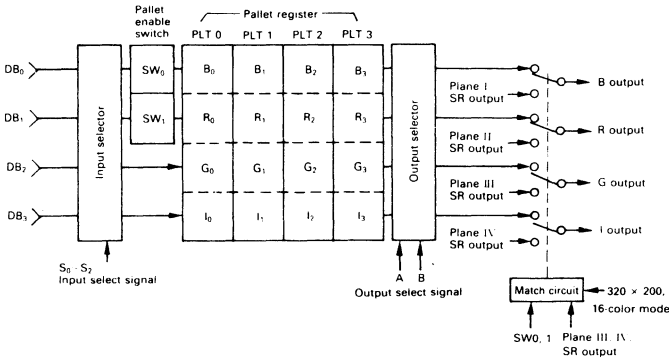 Pallet enable switch
Pallet register
PLT 0 PLT 1 PLT 2 PLT 3
DB₀ SW₀ B₀ B₁ B₂ B₃ B output
Plane I
SR output
DB₁ SW₁ R₀ R₁ R₂ R₃ R output
Plane II
SR output
Input selector
Output selector
DB₂ G₀ G₁ G₂ G₃ G output
Plane III
SR output
DB₃ I₀ I₁ I₂ I₃ I output
Plane IV
SR output
S₀ - S₂
Input select signal
A B
Output select signal
Match circuit
320 × 200,
16-color mode
SW0, 1
Plane III, IV
SR output